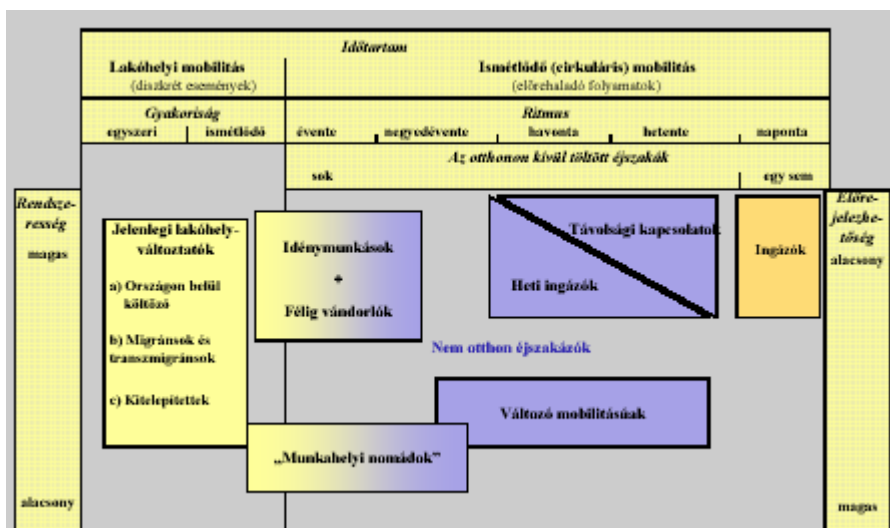 Időtartam
Lakóhelyi mobilitás
(diszkrét események)
Ismétlődő (cirkuláris) mobilitás
(előrehaladó folyamatok)
Gyakoriság
egyszeri
ismétlődő
Ritmus
évente
negyedévente
havonta
hetente
naponta
Az otthonon kívül töltött éjszakák
sok
egy sem
Rendsze-
resség
magas
alacsony
Jelenlegi lakóhely-
változtatók
a) Országon belül
költöző
b) Migránsok és
transzmigránsok
c) Kitelepítettek
Idénymunkások
+
Félig vándorlók
Távolsági kapcsolatok
Heti ingázók
Ingázók
Nem otthon éjszakázók
Változó mobilitásúak
„Munkahelyi nomádok”
Előre-
jelezhe-
tőség
alacsony
magas